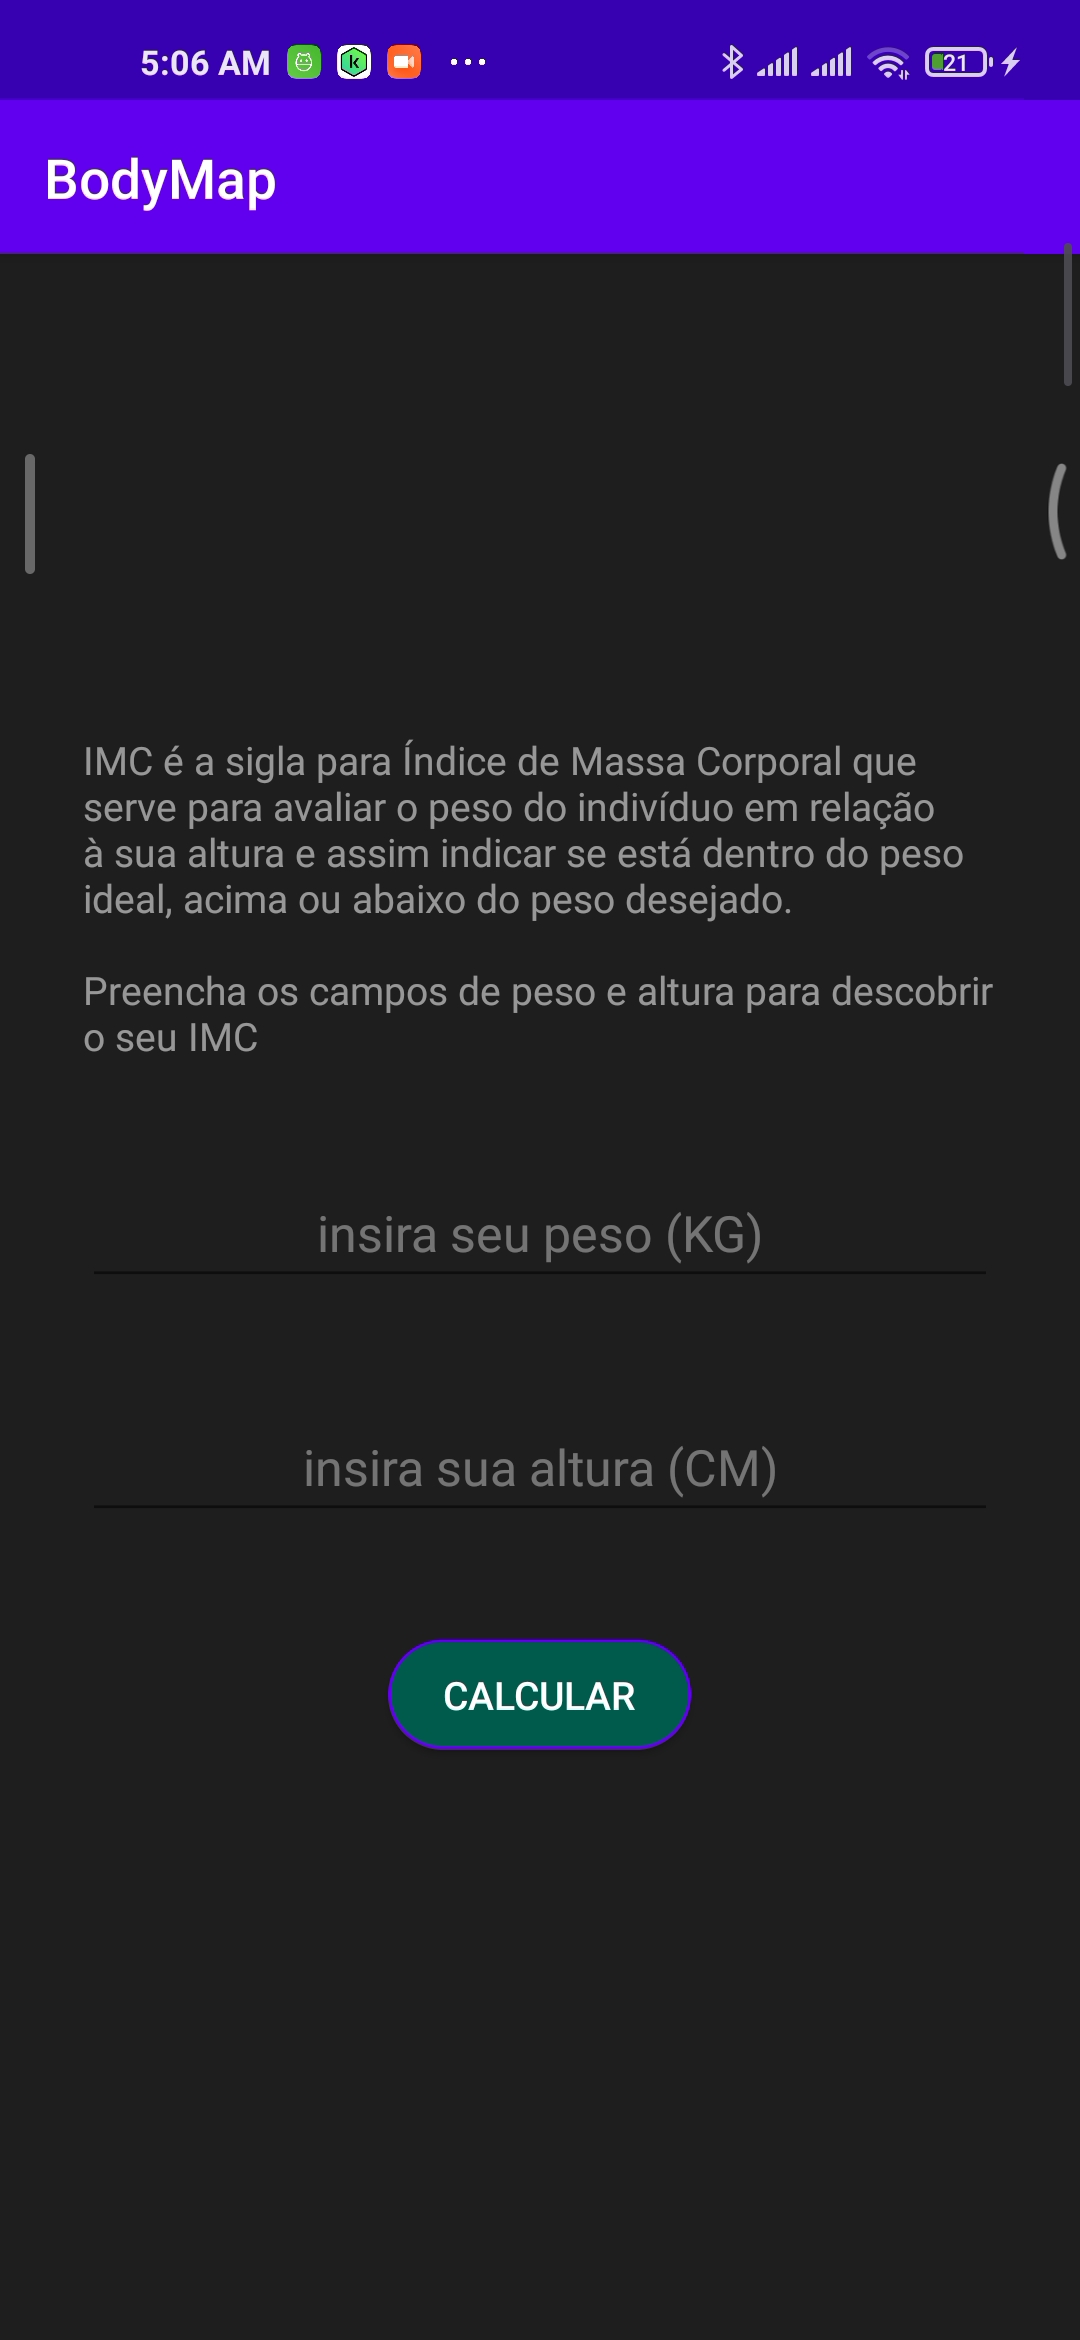 5:06 AM
21
BodyMap
IMC é a sigla para Índice de Massa Corporal que
serve para avaliar o peso do indivíduo em relação
à sua altura e assim indicar se está dentro do peso
ideal, acima ou abaixo do peso desejado.
Preencha os campos de peso e altura para descobrir
o seu IMC
insira seu peso (KG)
insira sua altura (CM)
CALCULAR